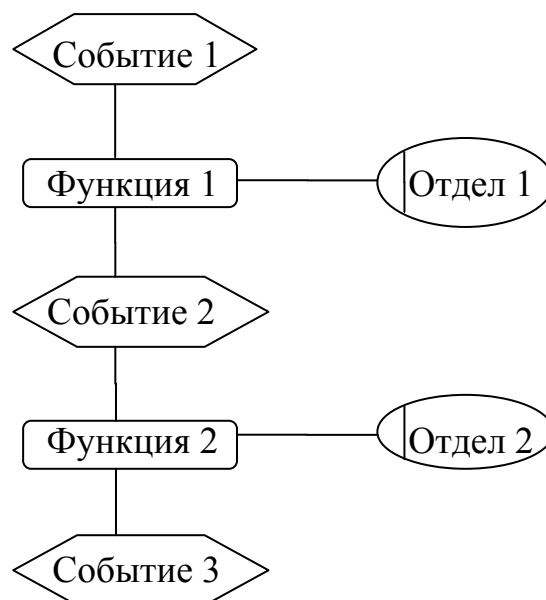 Событие 1
Функция 1
Отдел 1
Событие 2
Функция 2
Отдел 2
Событие 3